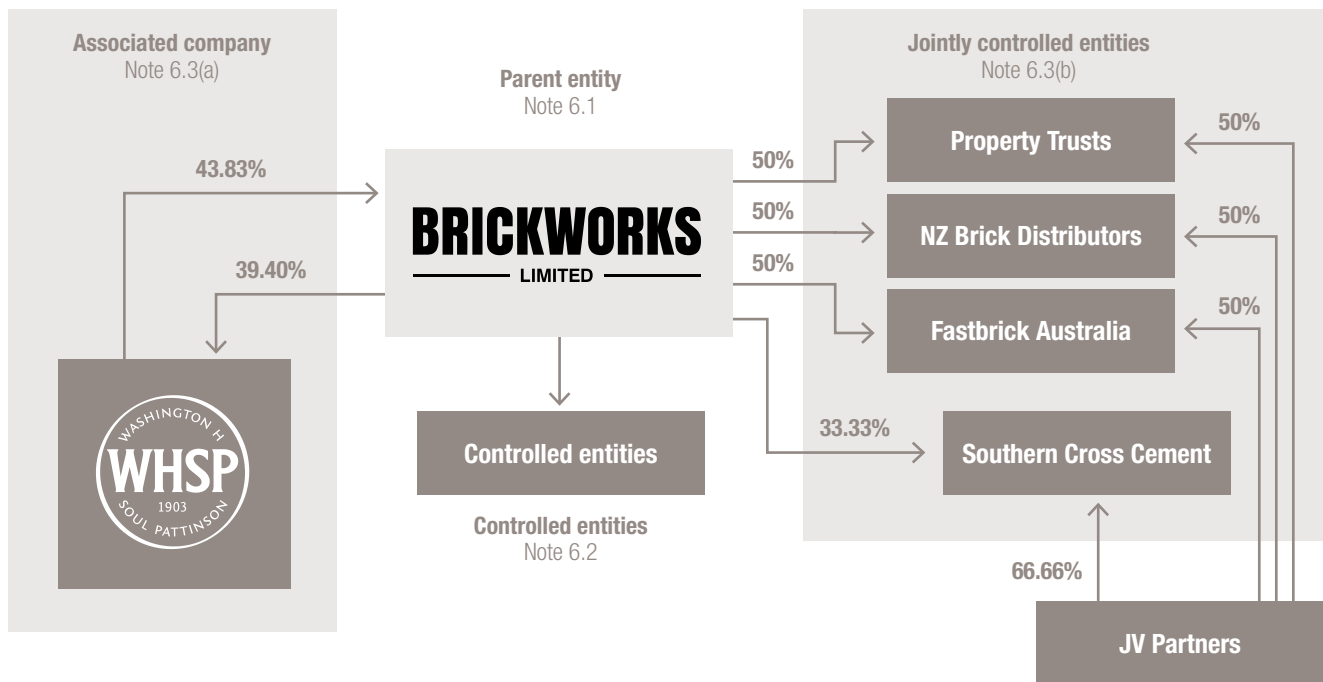 Associated company
Note 6.3(a)
43.83%
39.40%
WASHINGTON H
WHSP
1903
SOUL PATTINSON
Parent entity
Note 6.1
BRICKWORKS
LIMITED
Controlled entities
Controlled entities
Note 6.2
Jointly controlled entities
Note 6.3(b)
50%
Property Trusts
50%
50%
NZ Brick Distributors
50%
50%
Fastbrick Australia
50%
33.33%
Southern Cross Cement
66.66%
JV Partners